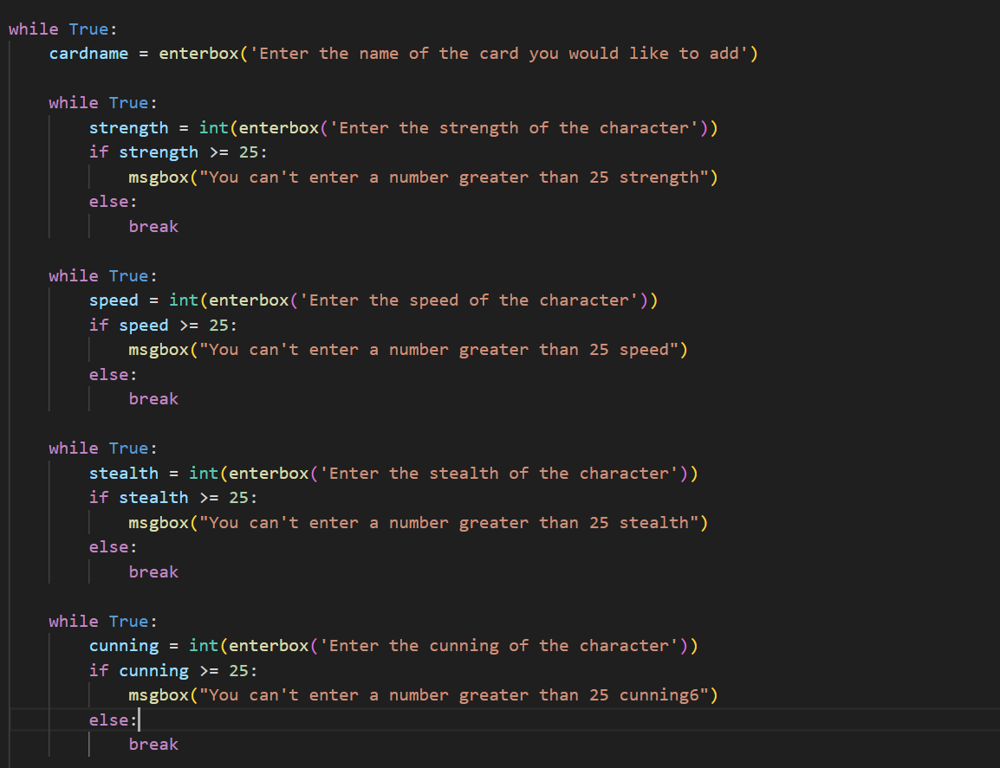 while True:
    cardname = enterbox('Enter the name of the card you would like to add')
    while True:
        strength = int(enterbox('Enter the strength of the character'))
        if strength >= 25:
            msgbox("You can't enter a number greater than 25 strength")
        else:
            break
    while True:
        speed = int(enterbox('Enter the speed of the character'))
        if speed >= 25:
            msgbox("You can't enter a number greater than 25 speed")
        else:
            break
    while True:
        stealth = int(enterbox('Enter the stealth of the character'))
        if stealth >= 25:
            msgbox("You can't enter a number greater than 25 stealth")
        else:
            break
    while True:
        cunning = int(enterbox('Enter the cunning of the character'))
        if cunning >= 25:
            msgbox("You can't enter a number greater than 25 cunning6")
        else:
            break